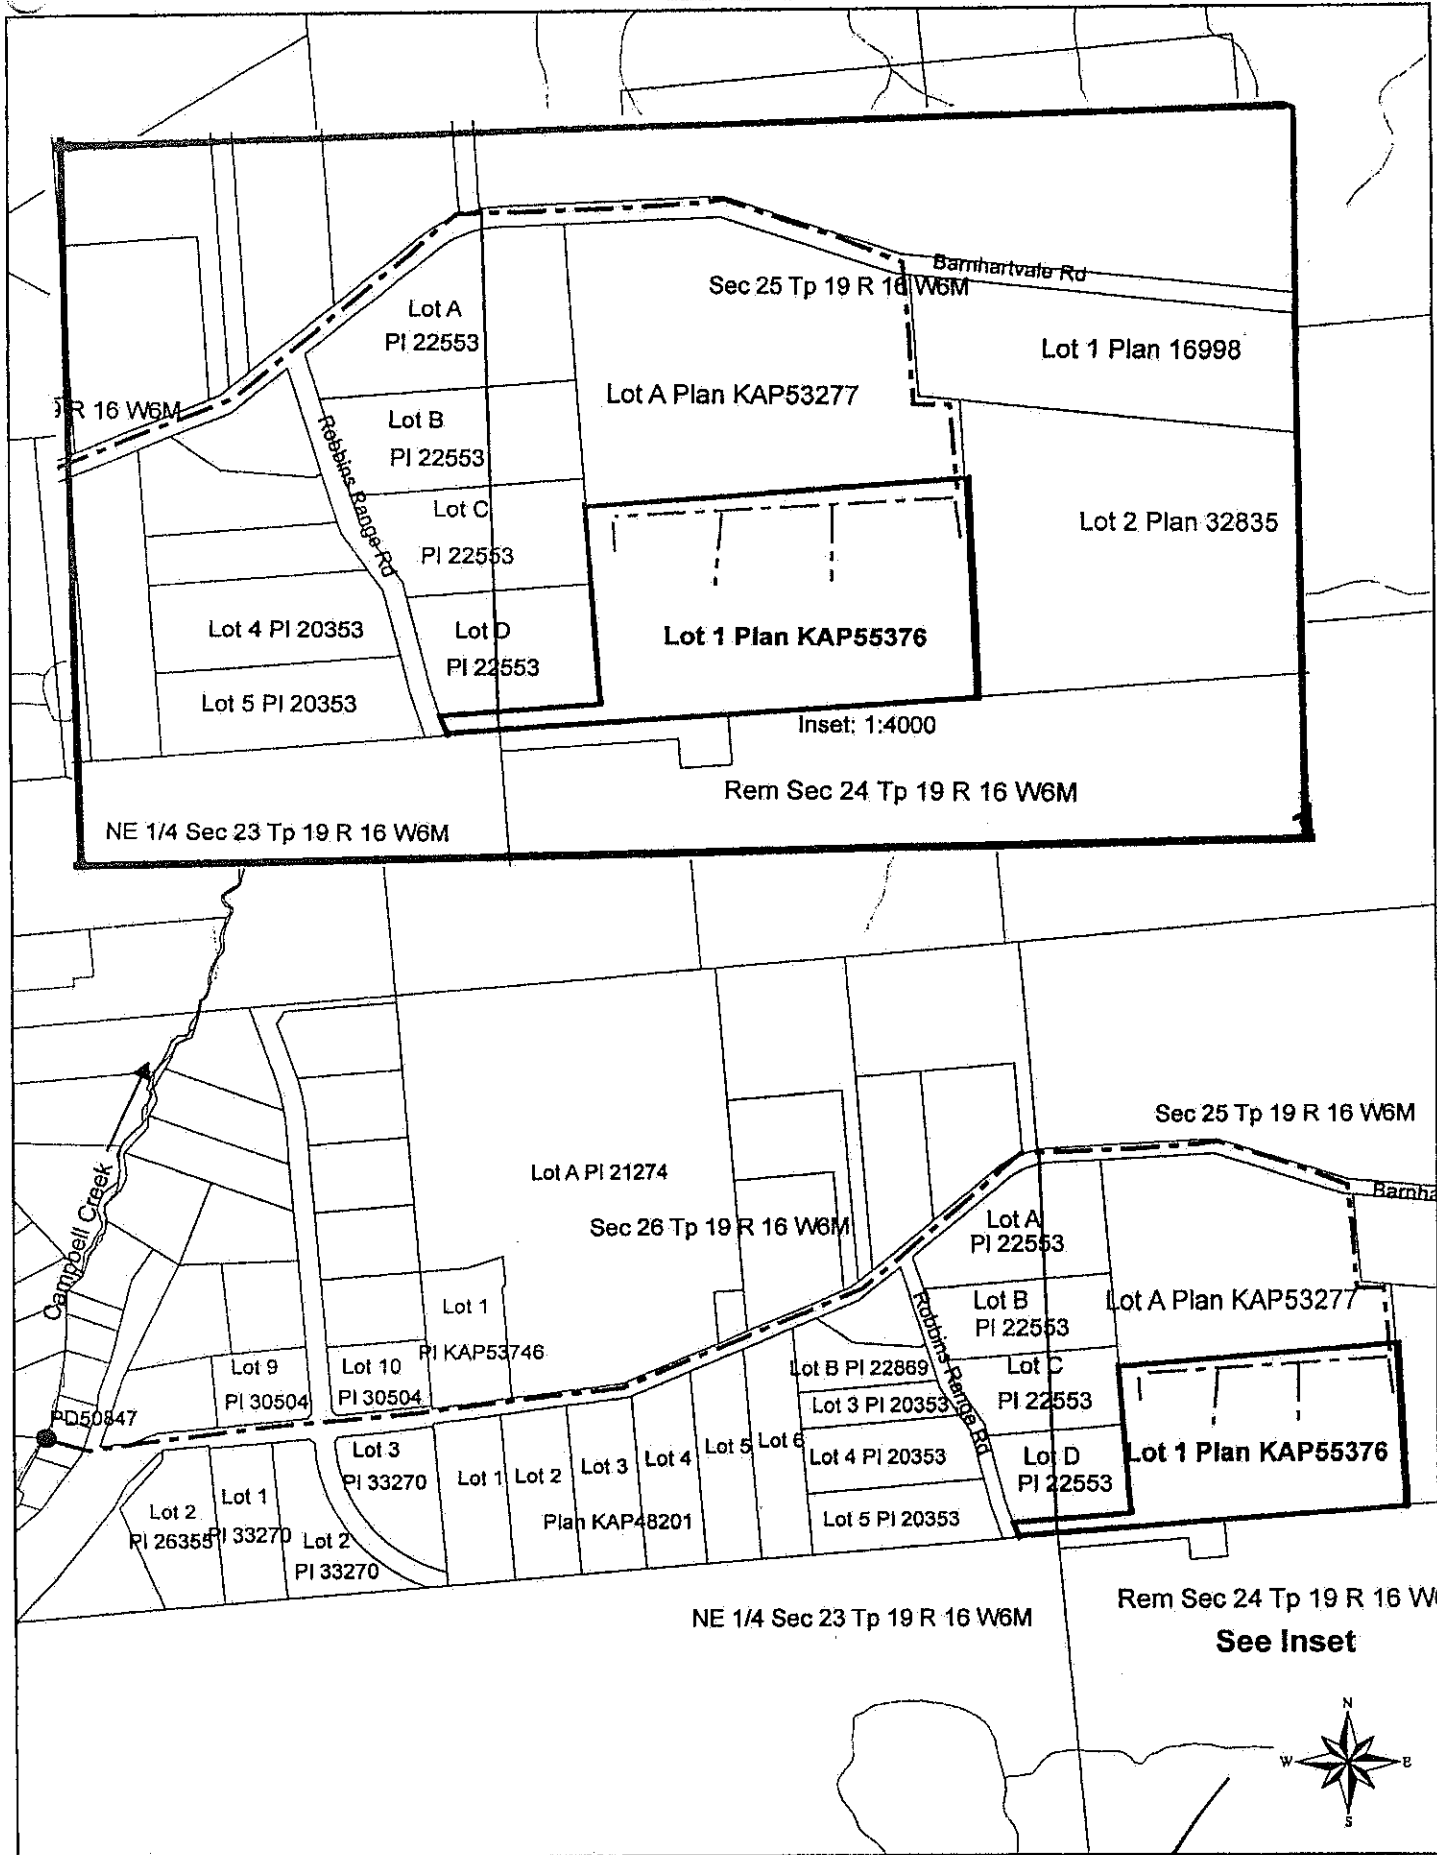 Barnhartvale Rd
Sec 25 Tp 19 R 16 W6M
Lot A
Pl 22553
Lot 1 Plan 16998
Lot A Plan KAP53277
R 16 W6M
Lot B
Pl 22553
Robbins Range Rd
Lot C
Pl 22553
Lot 2 Plan 32835
Lot 4 Pl 20353
Lot D
Pl 22553
Lot 1 Plan KAP55376
Lot 5 Pl 20353
Inset: 1:4000
Rem Sec 24 Tp 19 R 16 W6M
NE 1/4 Sec 23 Tp 19 R 16 W6M
Sec 25 Tp 19 R 16 W6M
Lot A Pl 21274
Sec 26 Tp 19 R 16 W6M
Barnha
Campbell Creek
Lot A
Pl 22553
Lot 1
Pl KAP53746
Lot B
Pl 22553
Lot A Plan KAP53277
Robbins Range Rd
Lot 9
Pl 30504
Lot 10
Pl 30504
Lot B Pl 22869
Lot 3 Pl 20353
Lot C
Pl 22553
PD50847
Lot 3
Pl 33270
Lot 1
Lot 2
Lot 3
Lot 4
Lot 5
Lot 6
Lot 4 Pl 20353
Lot D
Pl 22553
Lot 1 Plan KAP55376
Lot 2
Pl 26355
Lot 1
Pl 33270
Lot 2
Pl 33270
Plan KAP48201
Lot 5 Pl 20353
NE 1/4 Sec 23 Tp 19 R 16 W6M
Rem Sec 24 Tp 19 R 16 W6
See Inset
N
W
E
S